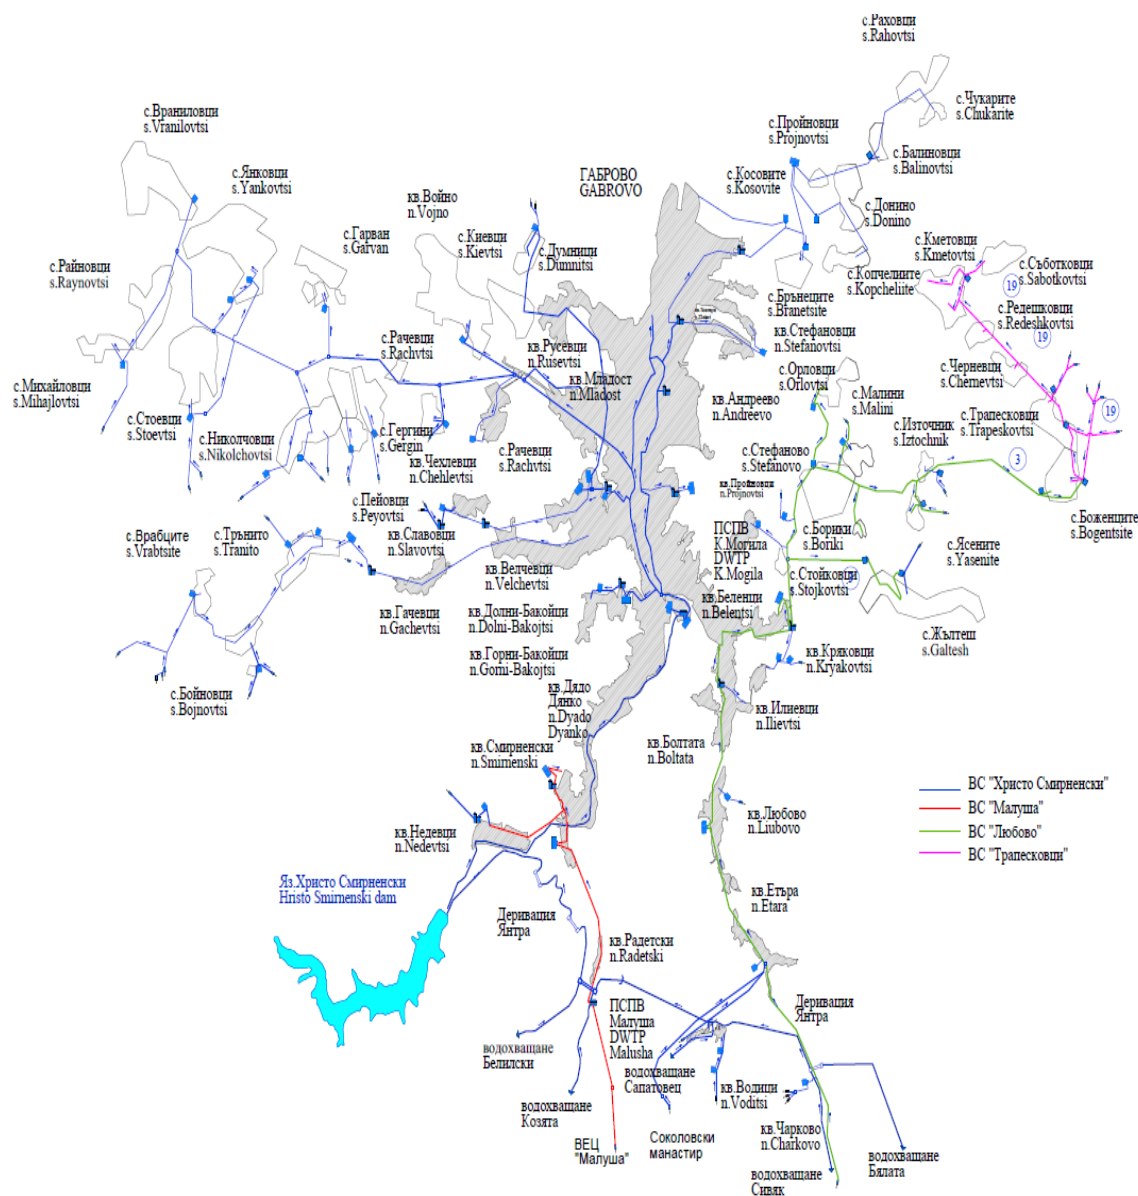 с.Раховци
s.Rahovtsi
с.Враниловци
s.Vranilovtsi
с.Чукарите
s.Chukarite
с.Пройновци
s.Projnovtsi
с.Балиновци
s.Balinovtsi
с.Янковци
s.Yankovtsi
ГАБРОВО
GABROVO
с.Косовите
s.Kosovite
кв.Войно
n.Vojno
с.Донино
s.Donino
с.Гарван
s.Garvan
с.Киевци
s.Kievtsi
с.Думници
s.Dumnitsi
с.Кметовци
s.Kmetovtsi
с.Райновци
s.Raynovtsi
с.Копчелиите
s.Kopcheliite
с.Съботковци
s.Sabotkovtsi
19
с.Брънеците
s.Branetsite
с.Редешковци
s.Redeshkovtsi
19
кв.Стефановци
n.Stefanovtsi
с.Рачевци
s.Rachvtsi
кв.Русевци
n.Rusevtsi
кв.Младост
n.Mladost
с.Орловци
s.Orlovtsi
с.Черневци
s.Chernevtsi
с.Михайловци
s.Mihajlovtsi
с.Малини
s.Malini
кв.Андреево
n.Andreevo
19
с.Стоевци
s.Stoevtsi
с.Николчовци
s.Nikolchovtsi
с.Гергини
s.Gergin
с.Трапесковци
s.Trapeskovtsi
с.Източник
s.Iztochnik
с.Рачевци
s.Rachvtsi
с.Стефаново
s.Stefanovo
3
кв.Чехлевци
n.Chehlevtsi
кв.Пройновци
n.Projnovtsi
с.Пейовци
s.Peyovtsi
с.Боженците
s.Bogentsite
с.Врабците
s.Vrabtsite
с.Трънито
s.Tranito
кв.Славовци
n.Slavovtsi
ПСПВ
К.Могила
DWTP
K.Mogila
с.Борики
s.Boriki
с.Ясените
s.Yasenite
кв.Велчевци
n.Velchevtsi
с.Стойковци
s.Stojkovtsi
кв.Гачевци
n.Gachevtsi
кв.Долни-Бакойци
n.Dolni-Bakojtsi
кв.Беленци
n.Belentsi
с.Жълтеш
s.Galtesh
кв.Горни-Бакойци
n.Gorni-Bakojtsi
кв.Кряковци
n.Kryakovtsi
с.Бойновци
s.Bojnovtsi
кв.Дядо
Дянко
n.Dyado
Dyanko
кв.Илиевци
n.Ilievtsi
кв.Смирненски
n.Smirnenski
кв.Болтата
n.Boltata
ВС "Христо Смирненски"
ВС "Малуша"
ВС "Любово"
ВС "Трапесковци"
кв.Любово
n.Liubovo
кв.Недевци
n.Nedevtsi
Яз.Христо Смирненски
Hristo Smirnenski dam
кв.Етъра
n.Etara
Деривация
Янтра
кв.Радетски
n.Radetski
Деривация
Янтра
ПСПВ
Малуша
DWTP
Malusha
водохващане
Белилски
водохващане
Сапатовец
кв.Водици
n.Voditsi
водохващане
Козята
кв.Чарково
n.Charkovo
Соколовски
манастир
ВЕЦ
"Малуша"
водохващане
Бялата
водохващане
Сивяк